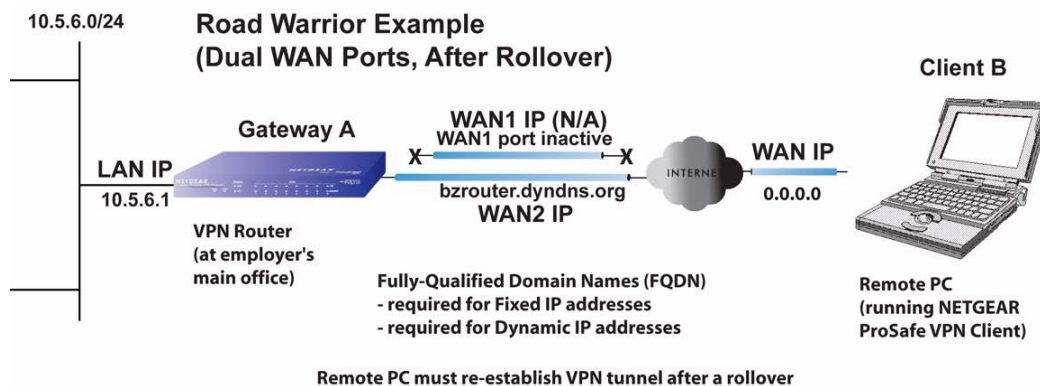 10.5.6.0/24
Road Warrior Example
(Dual WAN Ports, After Rollover)
Client B
Gateway A
WAN1 IP (N/A)
WAN1 port inactive
X
X
LAN IP
10.5.6.1
NETGEAR
bzrouter.dyndns.org
WAN2 IP
INTERNE
WAN IP
0.0.0.0
VPN Router
(at employer's
main office)
Fully-Qualified Domain Names (FQDN)
- required for Fixed IP addresses
- required for Dynamic IP addresses
Remote PC
(running NETGEAR
ProSafe VPN Client)
Remote PC must re-establish VPN tunnel after a rollover